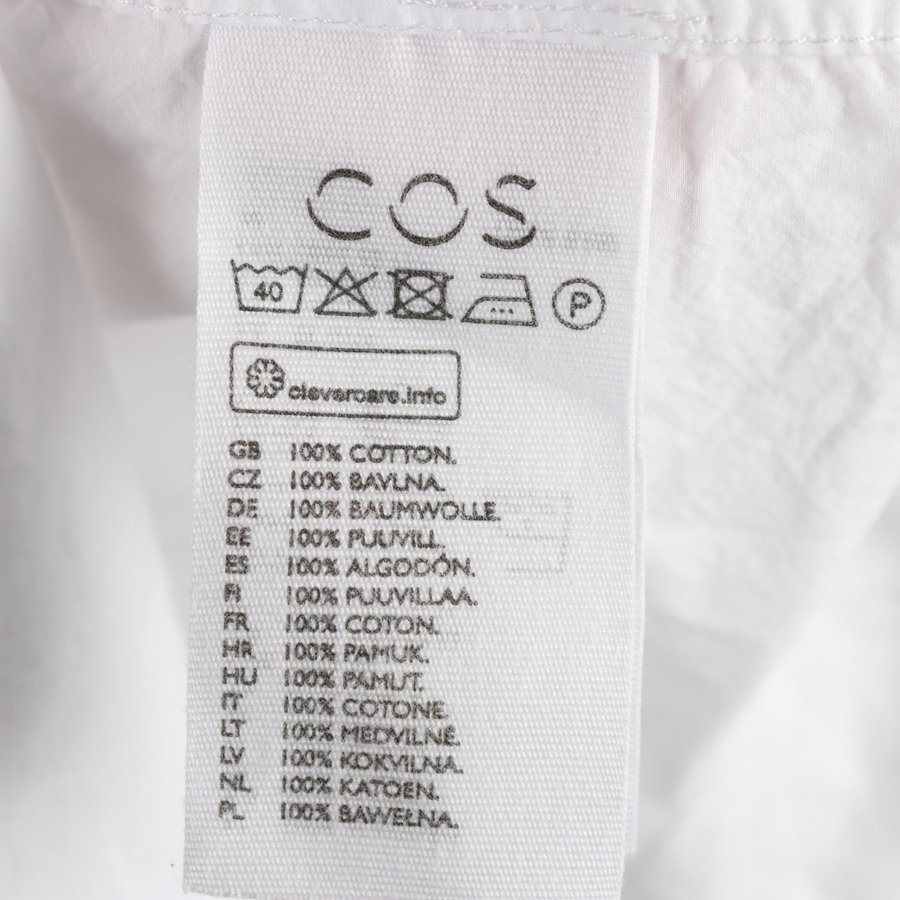 COS
40 P
clevercare.info
GB 100% COTTON.
CZ 100% BAVLNA.
DE 100% BAUMWOLLE.
EE 100% PUUVILL.
ES 100% ALGODÓN.
FI 100% PUUVILLAA.
FR 100% COTON.
HR 100% PAMUK.
HU 100% PAMUT.
IT 100% COTONE.
LT 100% MEDVILNĖ.
LV 100% KOKVILNA.
NL 100% KATOEN.
PL 100% BAWEŁNA.